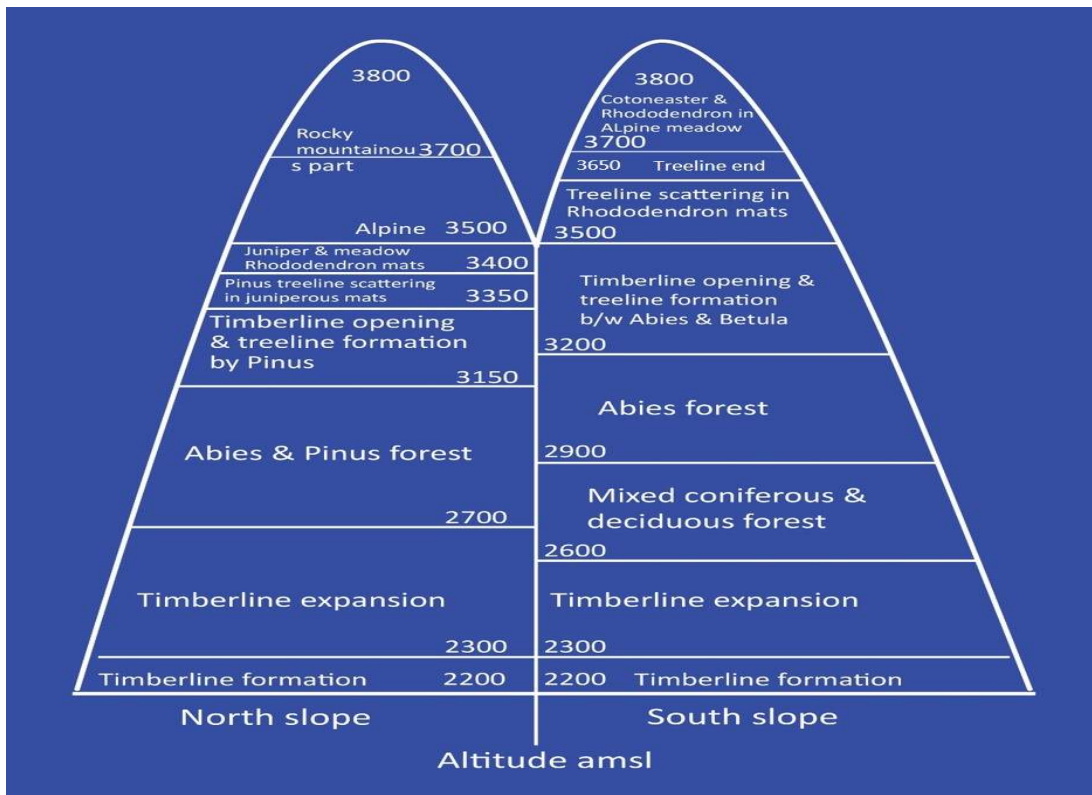 3800
Rocky
mountainou 3700
s part
Alpine 3500
Juniper & meadow
Rhododendron mats 3400
Pinus treeline scattering
in juniperous mats 3350
Timberline opening
& treeline formation
by Pinus
3150
Abies & Pinus forest
2700
Timberline expansion
2300
Timberline formation 2200
North slope
3800
Cotoneaster &
Rhododendron in
ALpine meadow
3700
3650 Treeline end
Treeline scattering in
Rhododendron mats
3500
Timberline opening &
treeline formation
b/w Abies & Betula
3200
Abies forest
2900
Mixed coniferous &
deciduous forest
2600
Timberline expansion
2300
2200 Timberline formation
South slope
Altitude amsl